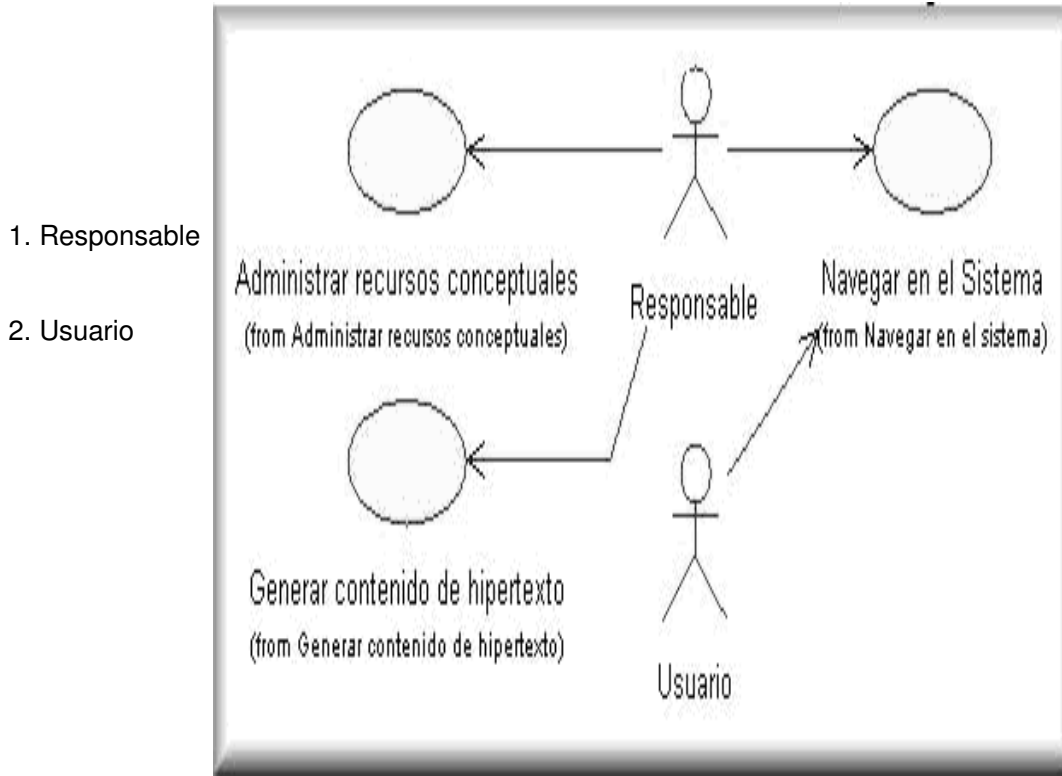 1. Responsable
2. Usuario
Administrar recursos conceptuales
(from Administrar recursos conceptuales)
Responsable
Navegar en el Sistema
(from Navegar en el sistema)
Generar contenido de hipertexto
(from Generar contenido de hipertexto)
Usuario